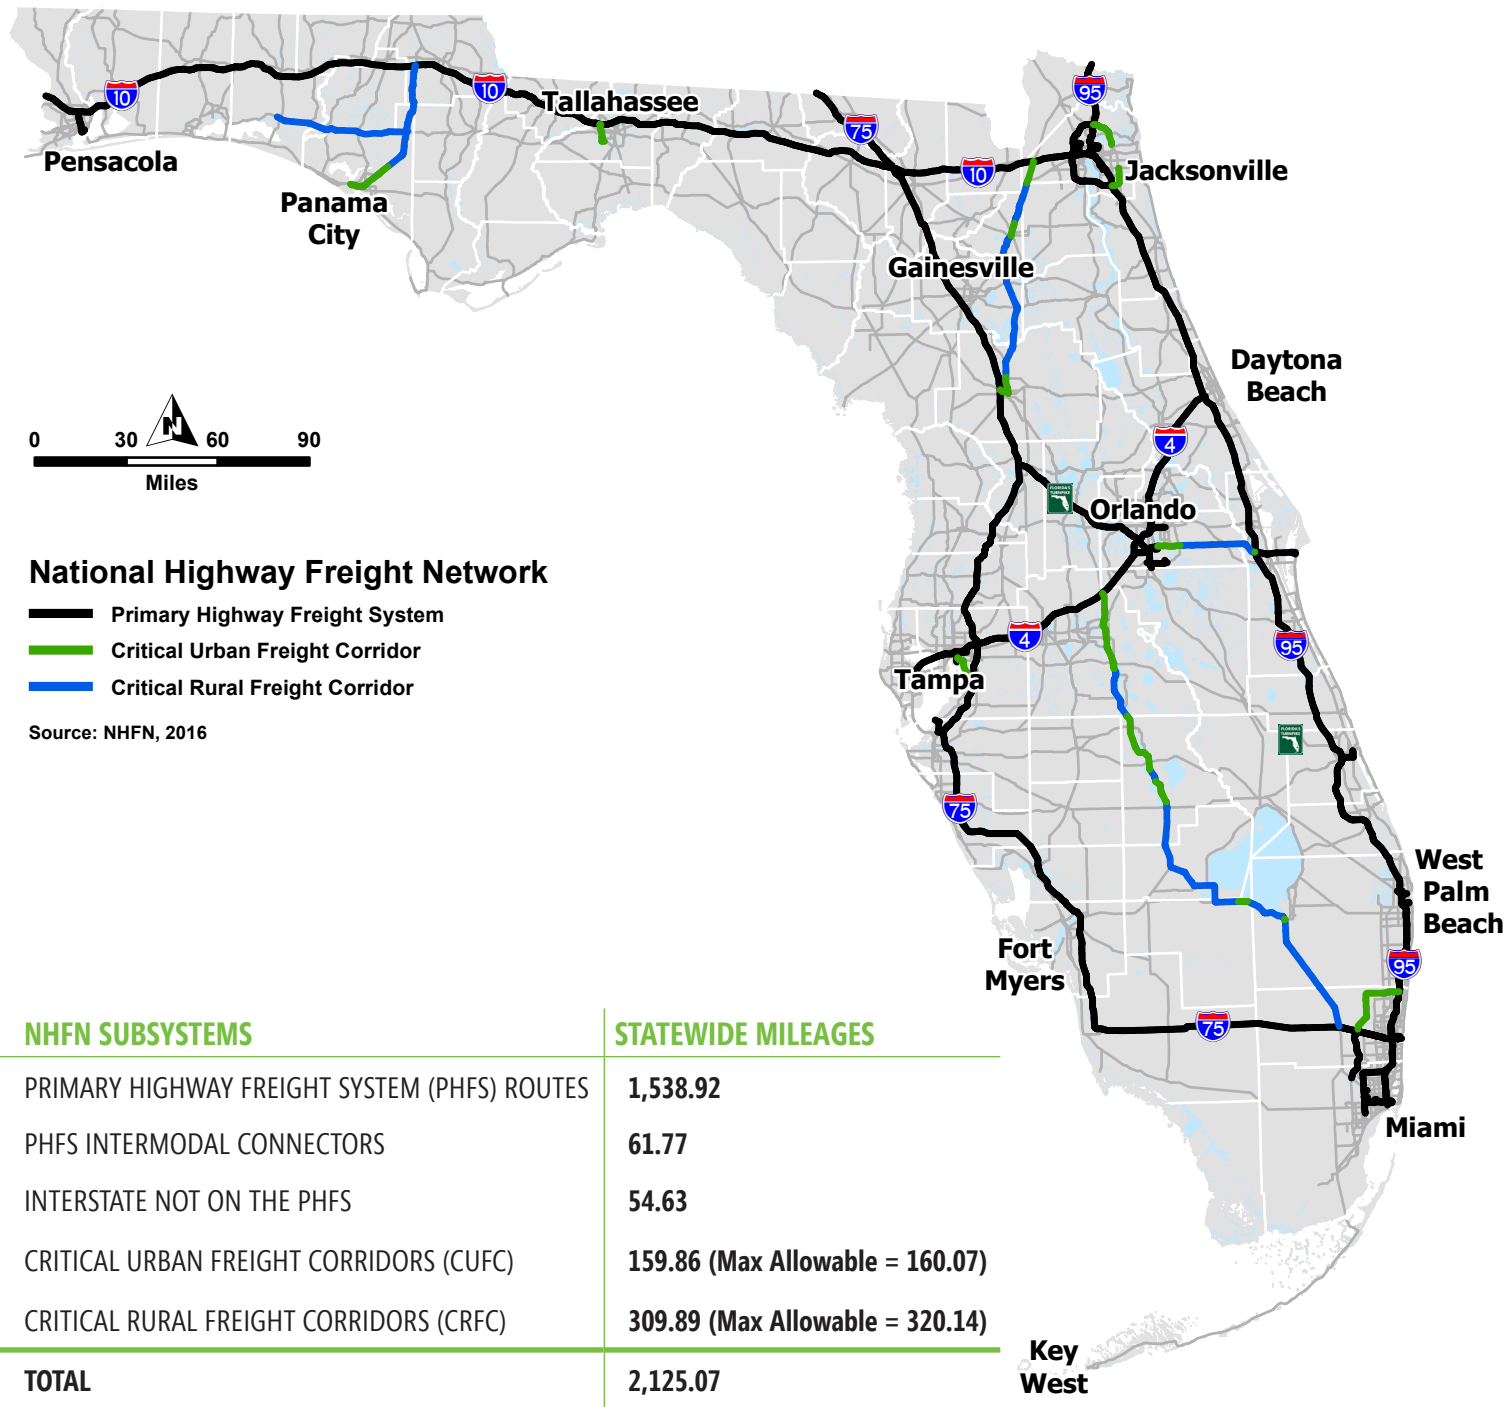 10
10
Tallahassee
75
95
Pensacola
10
Jacksonville
Panama
City
Gainesville
Daytona
Beach
N
0 30 60 90
Miles
4
FLORIDA'S
TURNPIKE
Orlando
National Highway Freight Network
Primary Highway Freight System
Critical Urban Freight Corridor
Critical Rural Freight Corridor
Source: NHFN, 2016
4
95
Tampa
FLORIDA'S
TURNPIKE
75
West
Palm
Beach
Fort
Myers
95
75
Miami
Key
West
NHFN SUBSYSTEMS STATEWIDE MILEAGES
PRIMARY HIGHWAY FREIGHT SYSTEM (PHFS) ROUTES 1,538.92
PHFS INTERMODAL CONNECTORS 61.77
INTERSTATE NOT ON THE PHFS 54.63
CRITICAL URBAN FREIGHT CORRIDORS (CUFC) 159.86 (Max Allowable = 160.07)
CRITICAL RURAL FREIGHT CORRIDORS (CRFC) 309.89 (Max Allowable = 320.14)
TOTAL 2,125.07